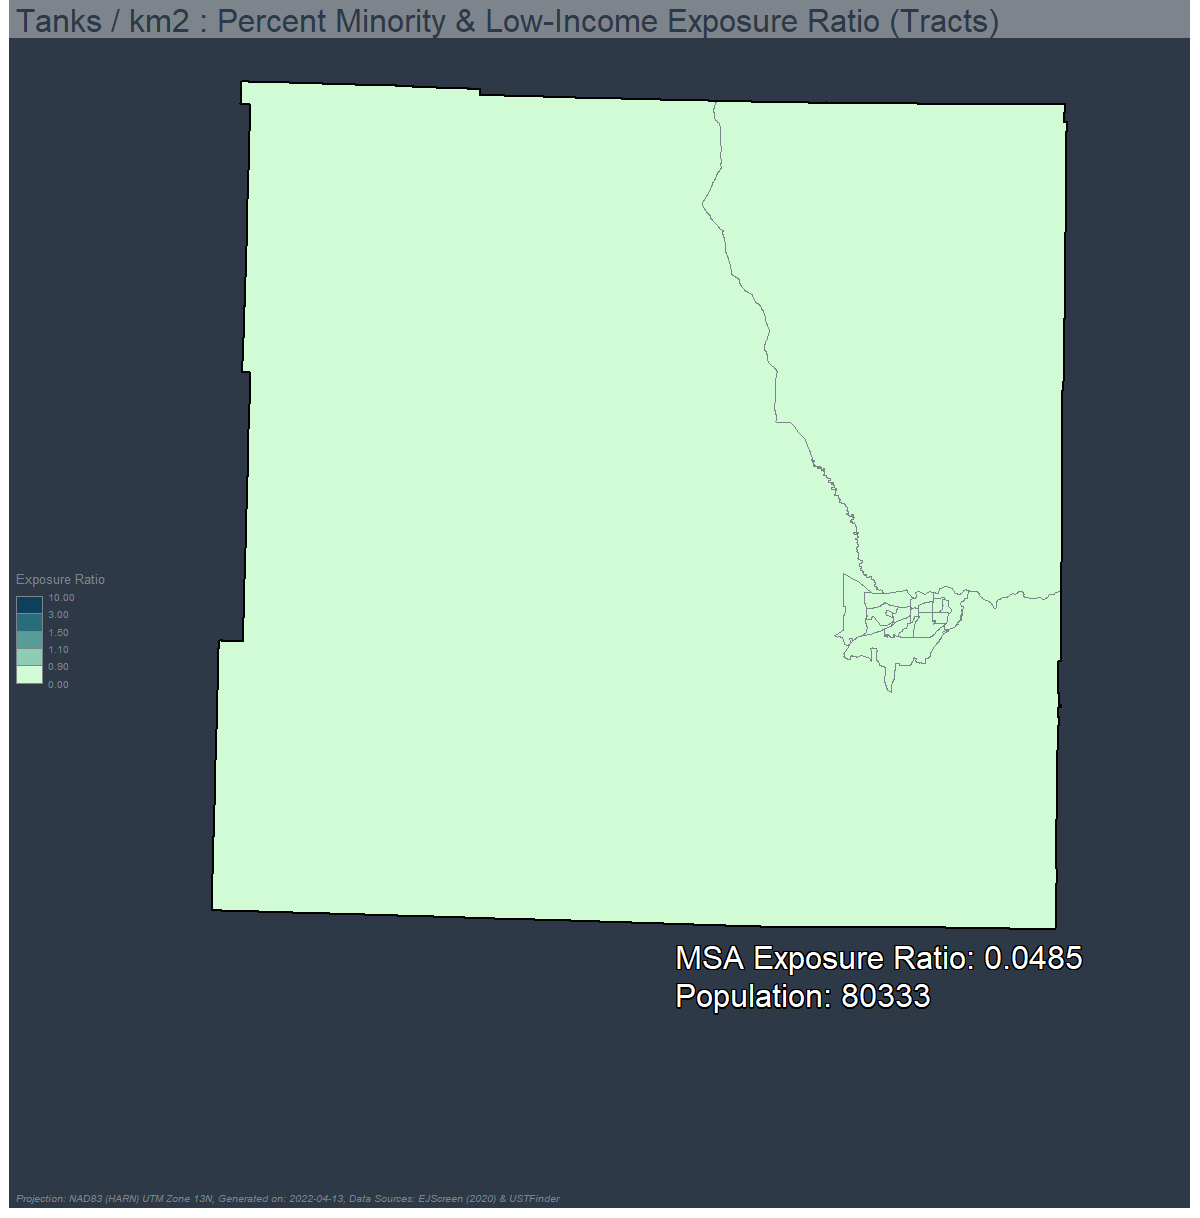 Tanks / km2 : Percent Minority & Low-Income Exposure Ratio (Tracts)
Exposure Ratio
10.00
3.00
1.50
1.10
0.90
0.00
MSA Exposure Ratio: 0.0485
Population: 80333
Projection: NAD83 (HARN) UTM Zone 13N, Generated on: 2022-04-13, Data Sources: EJScreen (2020) & USTFinder